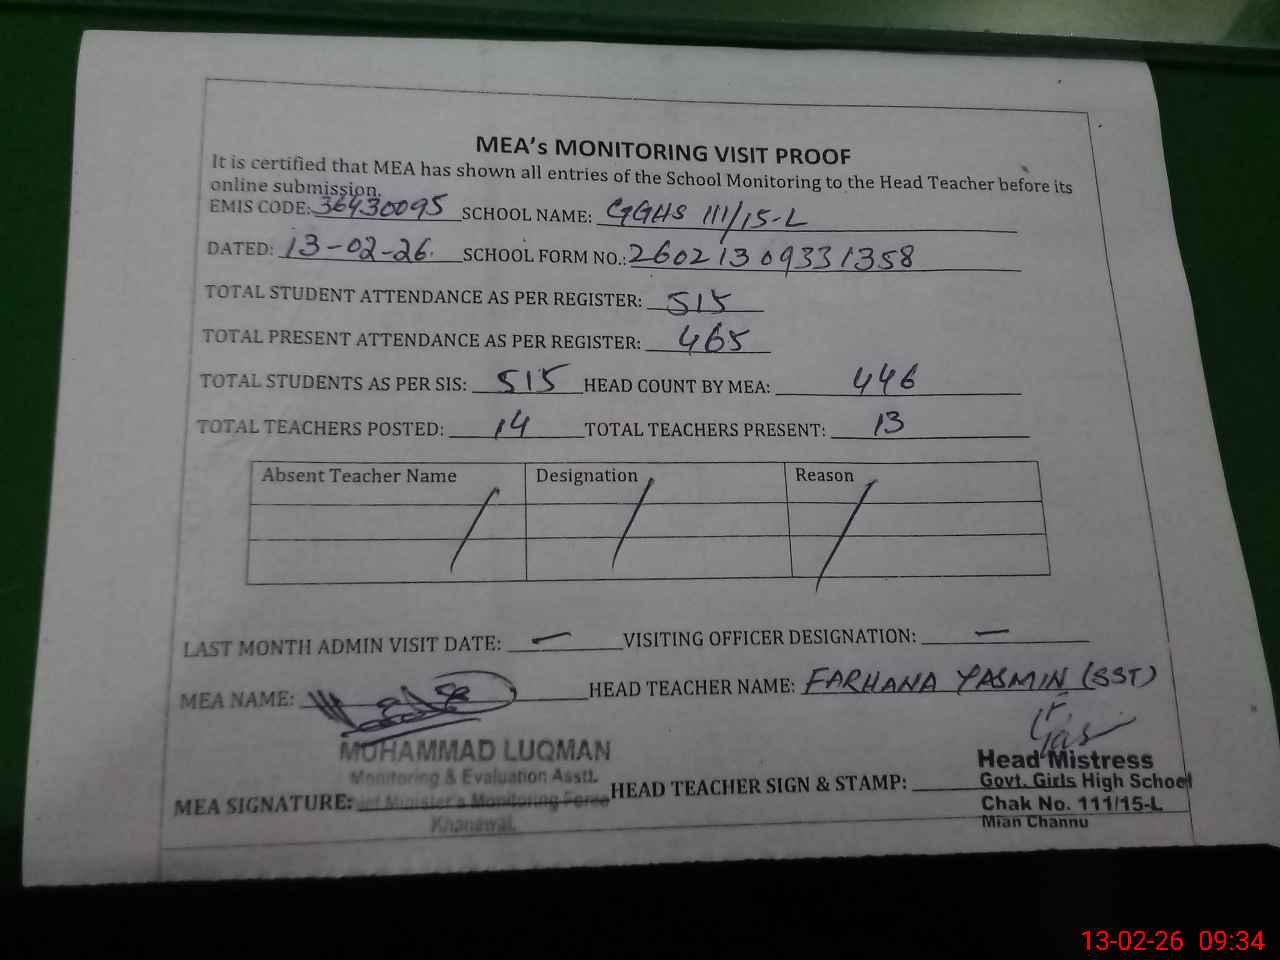 MEA's MONITORING VISIT PROOF
It is certified that MEA has shown all entries of the School Monitoring to the Head Teacher before its
online submission.
EMIS CODE: 36430095 SCHOOL NAME: GGHS 111/15-L
DATED: 13-02-26. SCHOOL FORM NO.: 26021309331358
TOTAL STUDENT ATTENDANCE AS PER REGISTER: 515
TOTAL PRESENT ATTENDANCE AS PER REGISTER: 465
TOTAL STUDENTS AS PER SIS: 515 HEAD COUNT BY MEA: 446
TOTAL TEACHERS POSTED: 14 TOTAL TEACHERS PRESENT: 13
Absent Teacher Name Designation Reason
LAST MONTH ADMIN VISIT DATE: — VISITING OFFICER DESIGNATION: —
MEA NAME: HEAD TEACHER NAME: FARHANA YASMIN (SST)
MUHAMMAD LUQMAN
Monitoring & Evaluation Asstt.
MEA SIGNATURE: Minister's Monitoring Force
Khanewal.
HEAD TEACHER SIGN & STAMP:
Head Mistress
Govt. Girls High School
Chak No. 111/15-L
Mian Channu
13-02-26 09:34